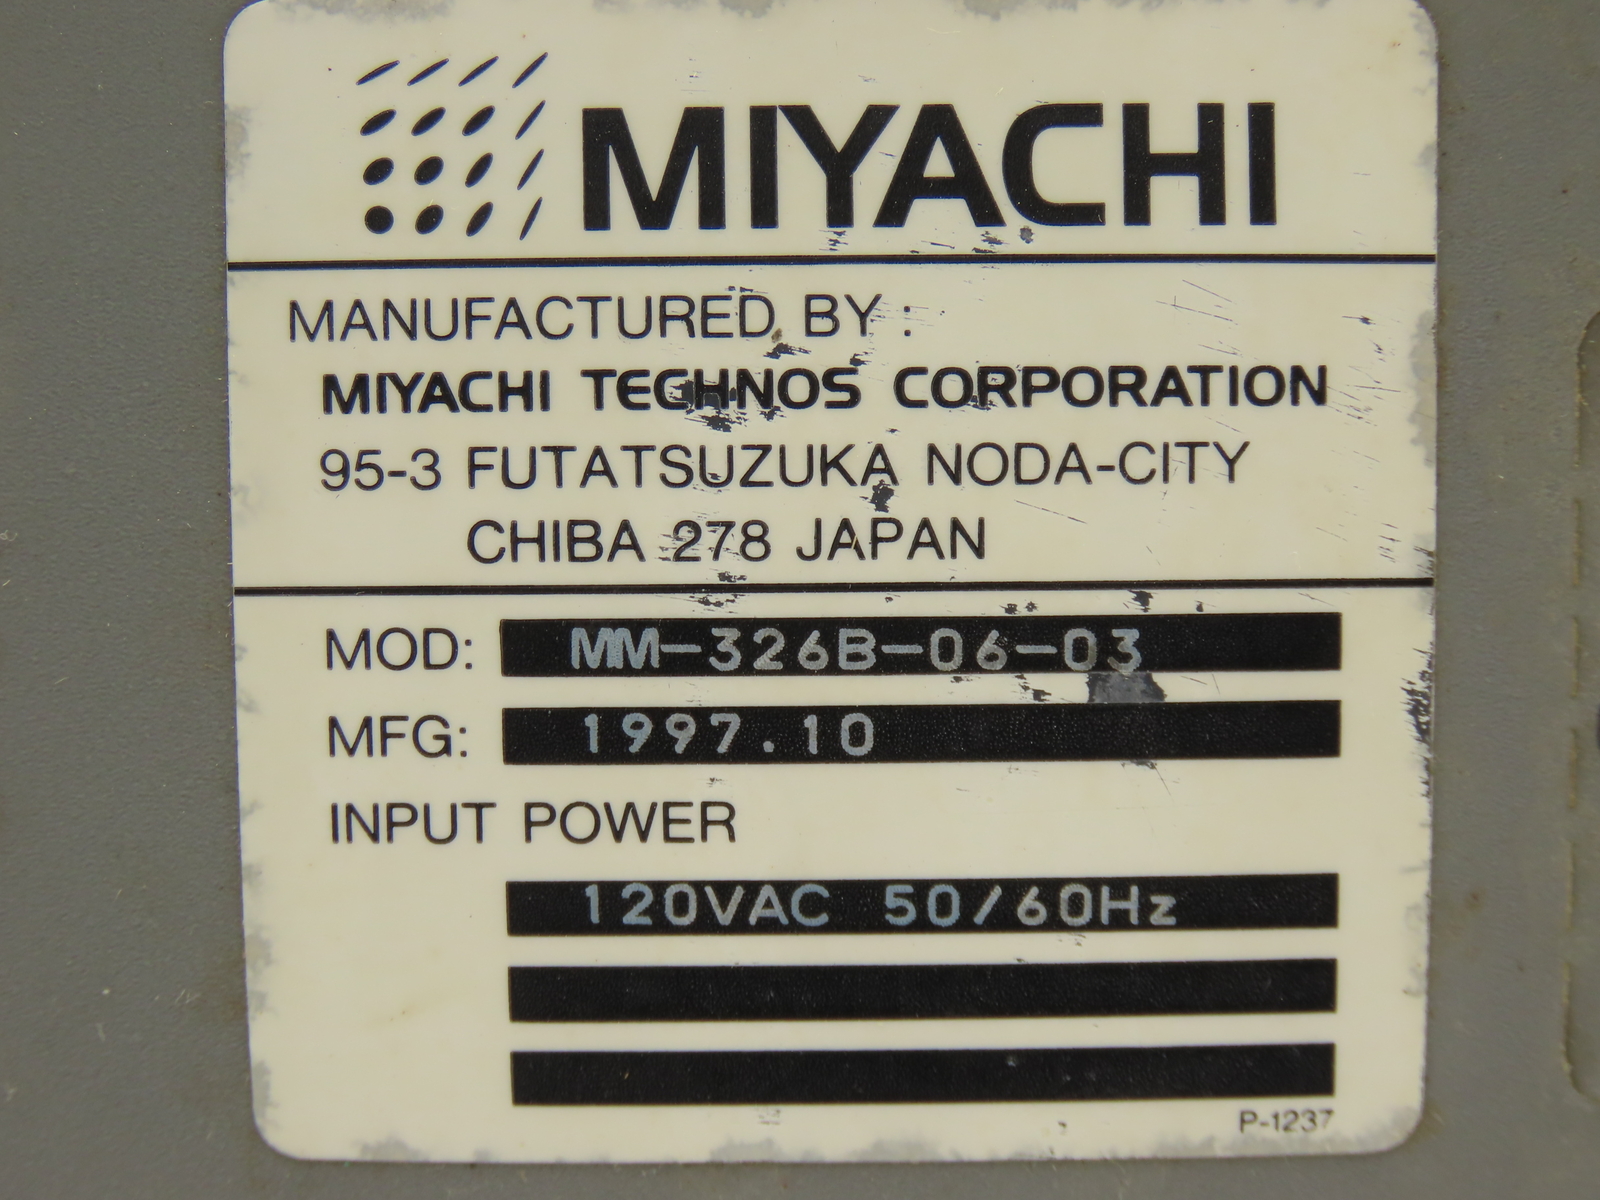 MIYACHI
MANUFACTURED BY :
MIYACHI TECHNOS CORPORATION
95-3 FUTATSUZUKA NODA-CITY
CHIBA 278 JAPAN
MOD: MM-326B-06-03
MFG: 1997.10
INPUT POWER
120VAC 50/60Hz
P-1237